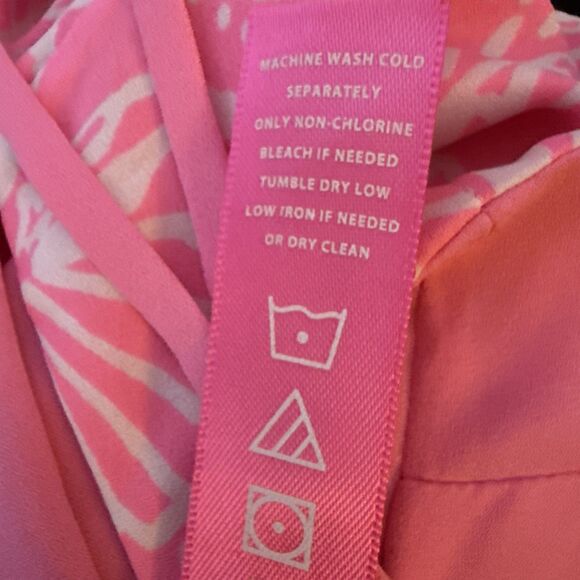 MACHINE WASH COLD
SEPARATELY
ONLY NON-CHLORINE
BLEACH IF NEEDED
TUMBLE DRY LOW
LOW IRON IF NEEDED
OR DRY CLEAN